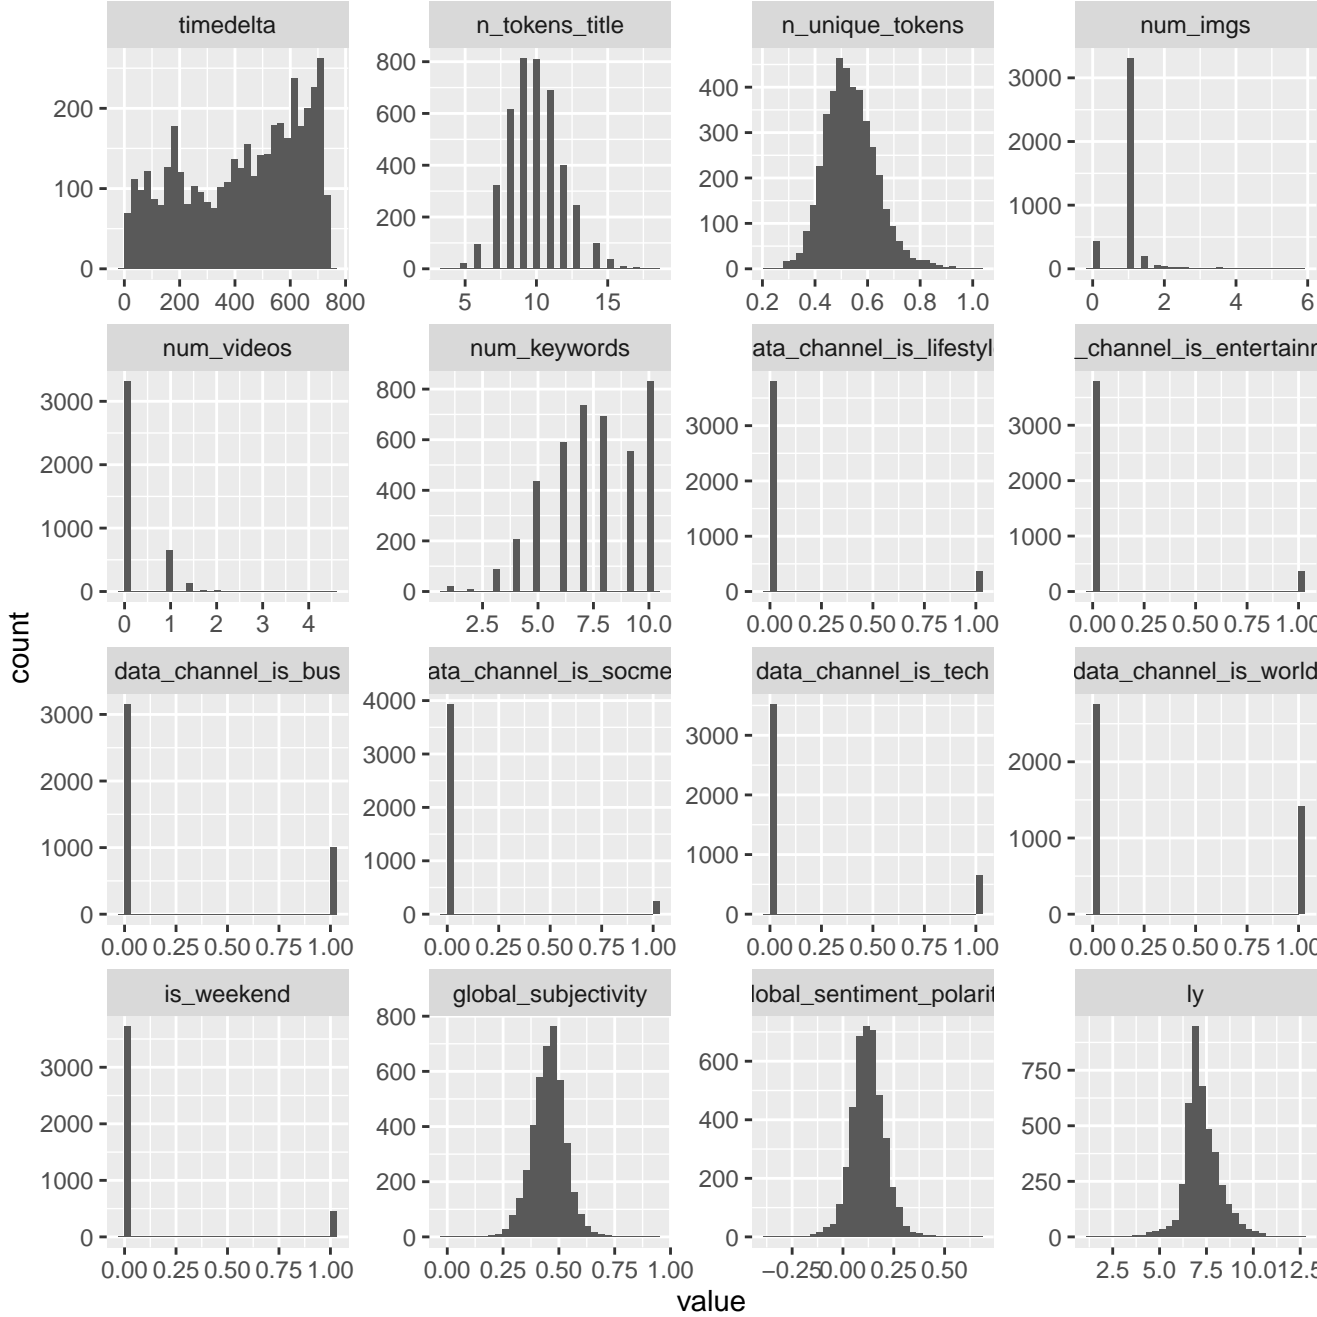 timedelta
n_tokens_title
n_unique_tokens
num_imgs
0
100
200
0 200 400 600 800
0
200
400
600
800
5 10 15
0
100
200
300
400
0.2 0.4 0.6 0.8 1.0
0
1000
2000
3000
0 2 4 6
num_videos
num_keywords
ata_channel_is_lifestyl
_channel_is_entertain
0
1000
2000
3000
0 1 2 3 4
0
200
400
600
800
2.5 5.0 7.5 10.0
0
1000
2000
3000
0.00 0.25 0.50 0.75 1.00
0
1000
2000
3000
0.00 0.25 0.50 0.75 1.00
data_channel_is_bus
ata_channel_is_socme
data_channel_is_tech
data_channel_is_world
0
1000
2000
3000
0.00 0.25 0.50 0.75 1.00
0
1000
2000
3000
4000
0.00 0.25 0.50 0.75 1.00
0
1000
2000
3000
0.00 0.25 0.50 0.75 1.00
0
1000
2000
0.00 0.25 0.50 0.75 1.00
is_weekend
global_subjectivity
lobal_sentiment_polarit
ly
0
1000
2000
3000
0.00 0.25 0.50 0.75 1.00
0
200
400
600
800
0.00 0.25 0.50 0.75 1.00
0
200
400
600
−0.25 0.00 0.25 0.50
0
250
500
750
2.5 5.0 7.5 10.0 12.5
count
value